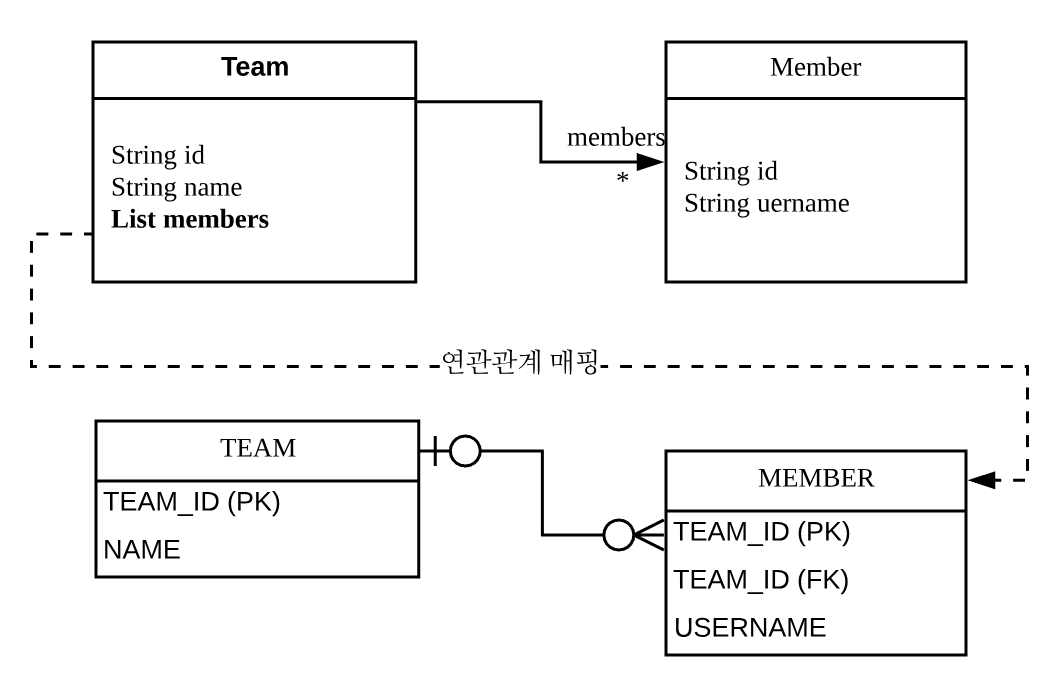 Team
String id
String name
List members
members
*
Member
String id
String uername
연관관계 매핑
TEAM
TEAM_ID (PK)
NAME
MEMBER
TEAM_ID (PK)
TEAM_ID (FK)
USERNAME